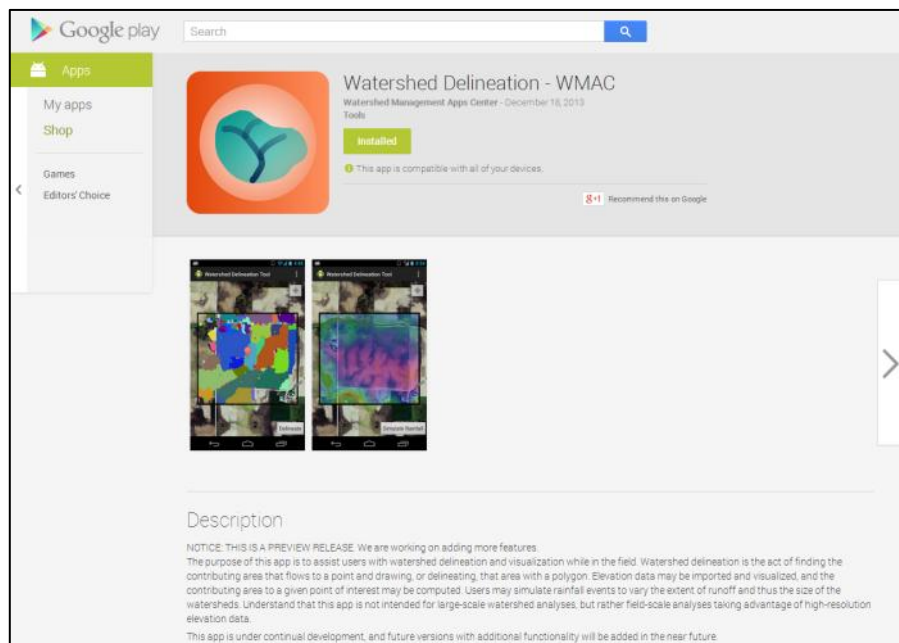 Google play
Search
Apps
My apps
Shop
Games
Editors' Choice
Watershed Delineation - WMAC
Watershed Management Apps Center - December 18, 2013
Tools
Installed
This app is compatible with all of your devices.
g+1 Recommend this on Google
Watershed Delineation Tool
Delineate
Watershed Delineation Tool
Simulate Rainfall
Description
NOTICE: THIS IS A PREVIEW RELEASE. We are working on adding more features.
The purpose of this app is to assist users with watershed delineation and visualization while in the field. Watershed delineation is the act of finding the
contributing area that flows to a point and drawing, or delineating, that area with a polygon. Elevation data may be imported and visualized, and the
contributing area to a given point of interest may be computed. Users may simulate rainfall events to vary the extent of runoff and thus the size of the
watersheds. Understand that this app is not intended for large-scale watershed analyses, but rather field-scale analyses taking advantage of high-resolution
elevation data.
This app is under continual development, and future versions with additional functionality will be added in the near future.